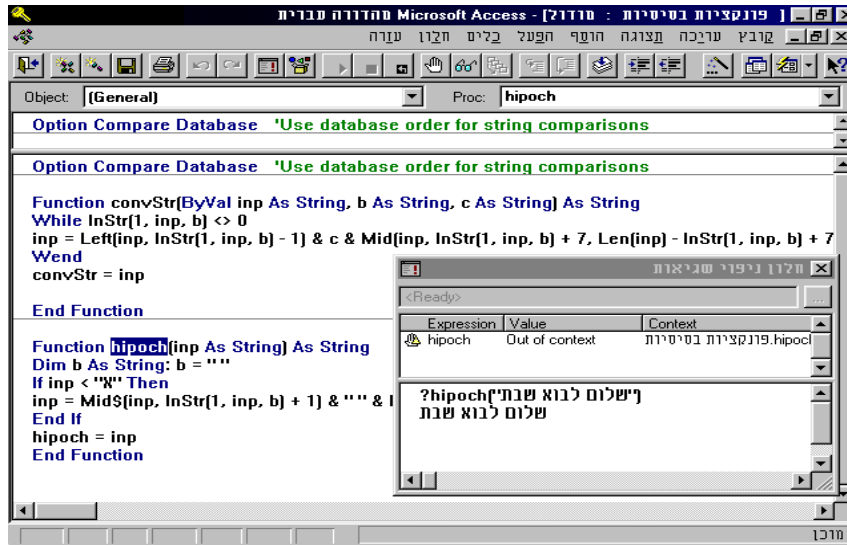 מהדורה עברית Microsoft Access - [פונקציות בסיסיות : מודול]
קובץ עריכה תצוגה הוסף הפעל כלים חלון עזרה
Object: (General) Proc: hipoch
Option Compare Database 'Use database order for string comparisons
Option Compare Database 'Use database order for string comparisons
Function convStr(ByVal inp As String, b As String, c As String) As String
While InStr(1, inp, b) <> 0
inp = Left(inp, InStr(1, inp, b) - 1) & c & Mid(inp, InStr(1, inp, b) + 7, Len(inp) - InStr(1, inp, b) + 7
Wend
convStr = inp
End Function
Function hipoch(inp As String) As String
Dim b As String: b = " "
If inp < "א" Then
inp = Mid$(inp, InStr(1, inp, b) + 1) & " " &
End If
hipoch = inp
End Function
חלון ניפוי שגיאות
<Ready>
...
Expression Value Context
hipoch Out of context פונקציות בסיסיות.hipocl
?hipoch("שלום לבוא שבת")
שלום לבוא שבת
מוכן